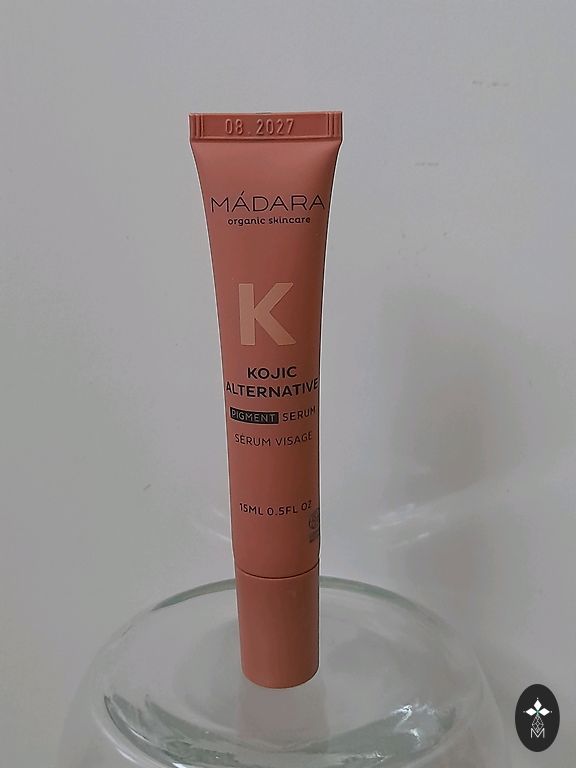 08.2027
MÁDARA
organic skincare
K
KOJIC
ALTERNATIVE
PIGMENT SERUM
SÉRUM VISAGE
15ML 0.5FL OZ
M